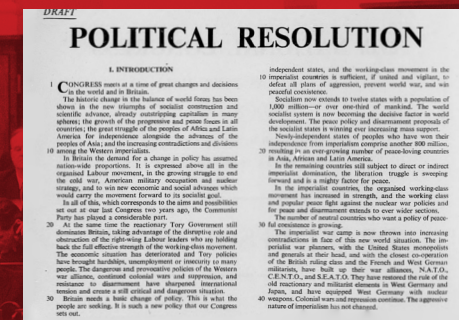 DRAFT
POLITICAL RESOLUTION
I. INTRODUCTION
1 CONGRESS meets at a time of great changes and decisions
in the world and in Britain.
The historic change in the balance of world forces has been
shown in the new triumphs of socialist construction and
scientific advance, already outstripping capitalism in many
spheres; the growth of the progressive and peace forces in all
countries; the great struggle of the peoples of Africa and Latin
America for independence alongside the advances of the
peoples of Asia; and the increasing contradictions and divisions
10 among the Western imperialists.
In Britain the demand for a change in policy has assumed
nation-wide proportions. It is expressed above all in the
organised Labour movement, in the growing struggle to end
the cold war, American military occupation and nuclear
strategy, and to win new economic and social advances which
would carry the movement forward to its socialist goal.
In all of this, which corresponds to the aims and possibilities
set out at our last Congress two years ago, the Communist
Party has played a considerable part.
20 At the same time the reactionary Tory Government still
dominates Britain, taking advantage of the disruptive role and
obstruction of the right-wing Labour leaders who are holding
back the full effective strength of the working-class movement.
The economic situation has deteriorated and Tory policies
have brought hardships, unemployment or insecurity to many
people. The dangerous and provocative policies of the Western
war alliance, continued colonial wars and suppression, and
resistance to disarmament have sharpened international
tension and create a still critical and dangerous situation.
30 Britain needs a basic change of policy. This is what the
people are seeking. It is such a new policy that our Congress
sets out.
independent states, and the working-class movement in the
10 imperialist countries is sufficient, if united and vigilant, to
defeat all plans of aggression, prevent world war, and win
peaceful coexistence.
Socialism now extends to twelve states with a population of
1,000 million—or over one-third of mankind. The world
socialist system is now becoming the decisive factor in world
development. The peace policy and disarmament proposals of
the socialist states is winning ever increasing mass support.
Newly-independent states of peoples who have won their
independence from imperialism comprise another 800 million,
20 resulting in an ever-growing number of peace-loving countries
in Asia, African and Latin America.
In the remaining countries still subject to direct or indirect
imperialist domination, the liberation struggle is sweeping
forward and is a mighty factor for peace.
In the imperialist countries, the organised working-class
movement has increased in strength, and the working class
and popular fight against the nuclear war policies and
for peace and disarmament extends to ever wider sections.
The number of neutral countries who want a policy of peace-
30 ful coexistence is growing.
The imperialist war camp is now thrown into increasing
contradictions in face of this new world situation. The im-
perialist war planners, with the United States monopolists
and generals at their head, and with the closest co-operation
of the British ruling class and the French and West German
militarists, have built up their war alliances, N.A.T.O.,
C.E.N.T.O., and S.E.A.T.O. They have restored the rule of the
old reactionary and militarist elements in West Germany and
Japan, and have equipped West Germany with nuclear
40 weapons. Colonial wars and repression continue. The aggressive
nature of imperialism has not changed.